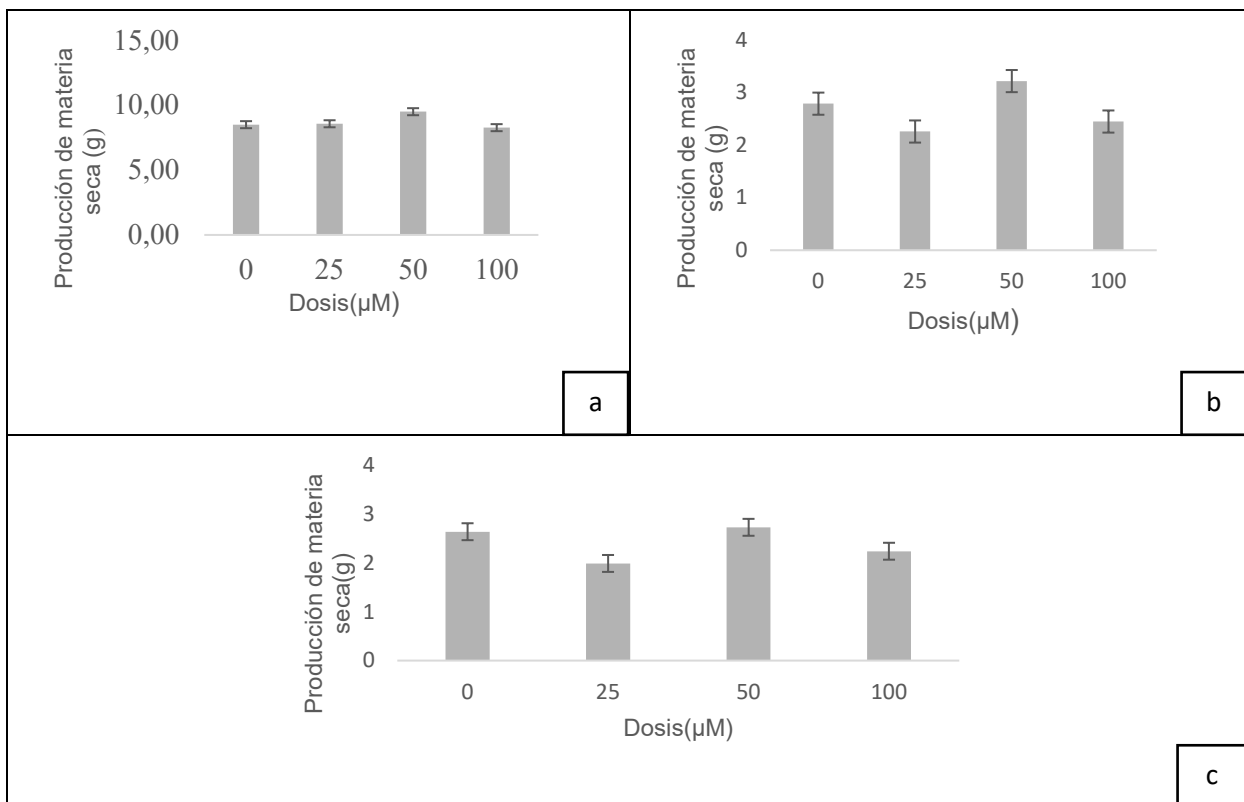 15,00
10,00
5,00
0,00
Producción de materia
seca (g)
0 25 50 100
Dosis(µM)
a
4
3
2
1
0
Producción de materia
seca (g)
0 25 50 100
Dosis(µM)
b
4
3
2
1
0
Producción de materia
seca(g)
0 25 50 100
Dosis(µM)
c